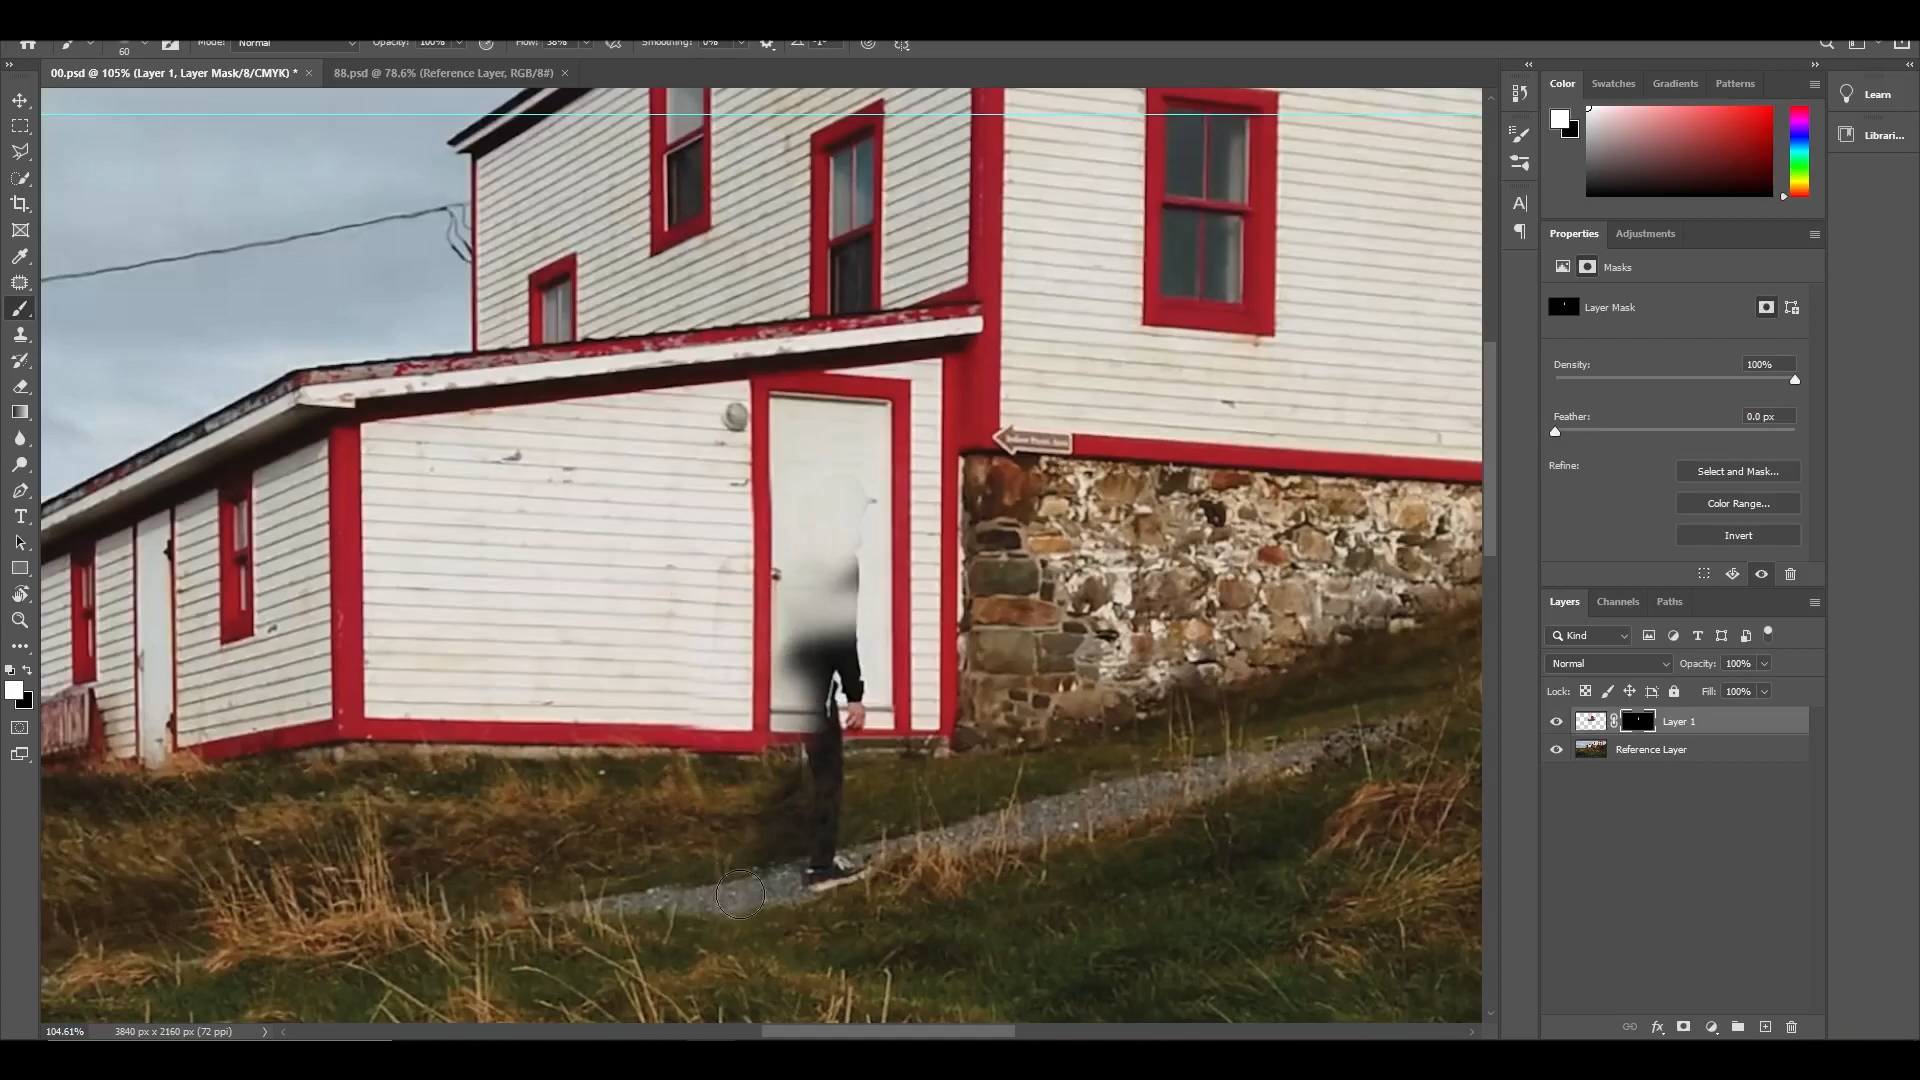 60
Mode: Normal
Opacity: 100%
Flow: 38%
Smoothing: 0%
-1°
00.psd @ 105% (Layer 1, Layer Mask/8/CMYK) * ×
88.psd @ 78.6% (Reference Layer, RGB/8#) ×
Color Swatches Gradients Patterns
Learn
Librari...
Properties Adjustments
Masks
Layer Mask
Density: 100%
Feather: 0.0 px
Refine:
Select and Mask...
Color Range...
Invert
Layers Channels Paths
Kind
Normal Opacity: 100%
Lock: Fill: 100%
Layer 1
Reference Layer
fx
104.61% 3840 px x 2160 px (72 ppi)